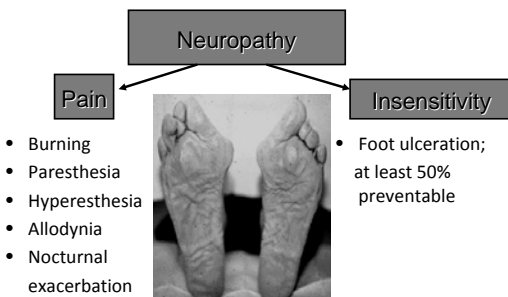 Neuropathy
Pain
Insensitivity
• Burning
• Paresthesia
• Hyperesthesia
• Allodynia
• Nocturnal
exacerbation
• Foot ulceration;
at least 50%
preventable